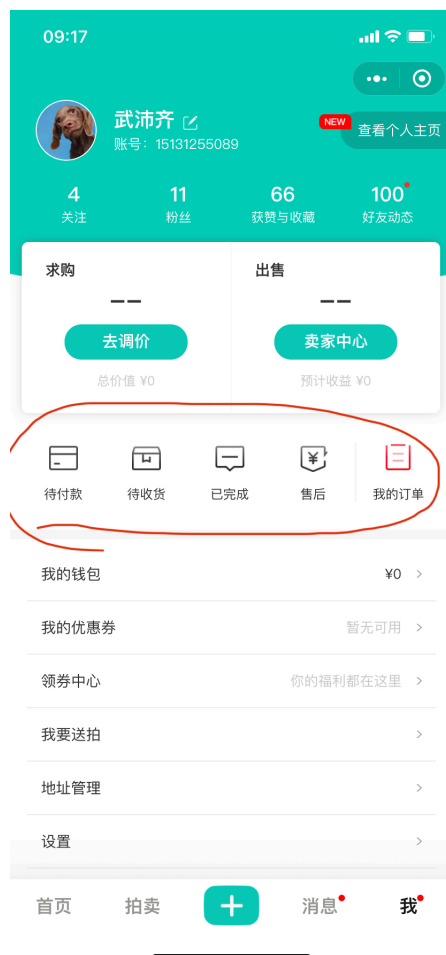 09:17
武沛齐
账号：15131255089
NEW
查看个人主页
4 11 66 100
关注 粉丝 获赞与收藏 好友动态
求购 出售
-- --
去调价 卖家中心
总价值 ¥0 预计收益 ¥0
待付款 待收货 已完成 售后 我的订单
我的钱包 ¥0
我的优惠券 暂无可用
领券中心 你的福利都在这里
我要送拍
地址管理
设置
首页 拍卖 消息 我